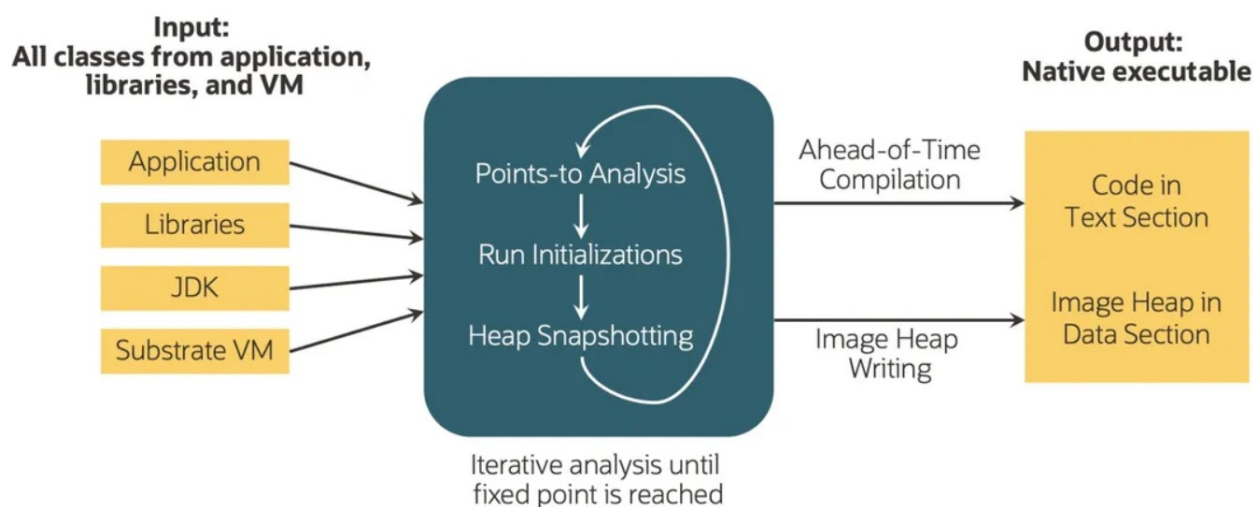 Input:
All classes from application,
libraries, and VM
Application
Libraries
JDK
Substrate VM
Points-to Analysis
Run Initializations
Heap Snapshotting
Iterative analysis until
fixed point is reached
Ahead-of-Time
Compilation
Image Heap
Writing
Output:
Native executable
Code in
Text Section
Image Heap in
Data Section